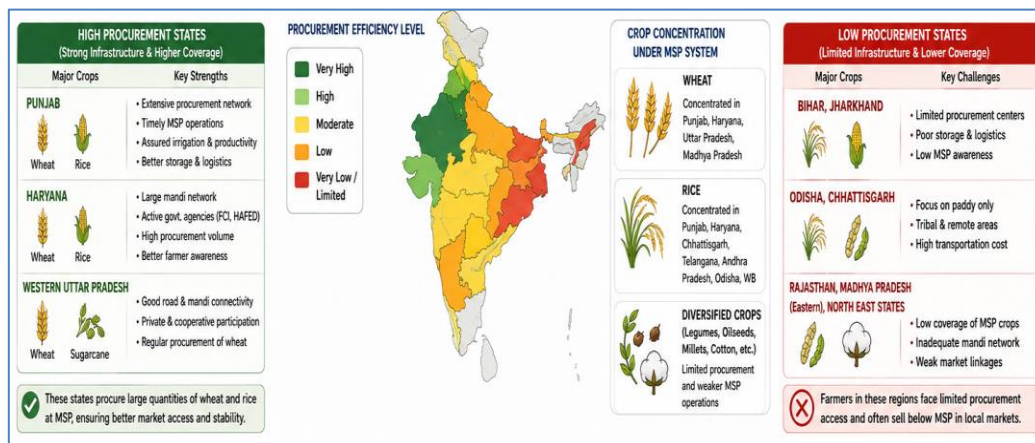 HIGH PROCUREMENT STATES
(Strong Infrastructure & Higher Coverage)
Major Crops
Key Strengths
PUNJAB
Wheat
Rice
• Extensive procurement network
• Timely MSP operations
• Assured irrigation & productivity
• Better storage & logistics
HARYANA
Wheat
Rice
• Large mandi network
• Active govt. agencies (FCI, HAFED)
• High procurement volume
• Better farmer awareness
WESTERN UTTAR PRADESH
Wheat
Sugarcane
• Good road & mandi connectivity
• Private & cooperative participation
• Regular procurement of wheat
These states procure large quantities of wheat and rice
at MSP, ensuring better market access and stability.
PROCUREMENT EFFICIENCY LEVEL
Very High
High
Moderate
Low
Very Low /
Limited
CROP CONCENTRATION
UNDER MSP SYSTEM
WHEAT
Concentrated in
Punjab, Haryana,
Uttar Pradesh,
Madhya Pradesh
RICE
Concentrated in
Punjab, Haryana,
Chhattisgarh,
Telangana, Andhra
Pradesh, Odisha, WB
DIVERSIFIED CROPS
(Legumes, Oilseeds,
Millets, Cotton, etc.)
Limited procurement
and weaker MSP
operations
LOW PROCUREMENT STATES
(Limited Infrastructure & Lower Coverage)
Major Crops
Key Challenges
BIHAR, JHARKHAND
• Limited procurement centers
• Poor storage & logistics
• Low MSP awareness
ODISHA, CHHATTISGARH
• Focus on paddy only
• Tribal & remote areas
• High transportation cost
RAJASTHAN, MADHYA PRADESH
(Eastern), NORTH EAST STATES
• Low coverage of MSP crops
• Inadequate mandi network
• Weak market linkages
Farmers in these regions face limited procurement
access and often sell below MSP in local markets.